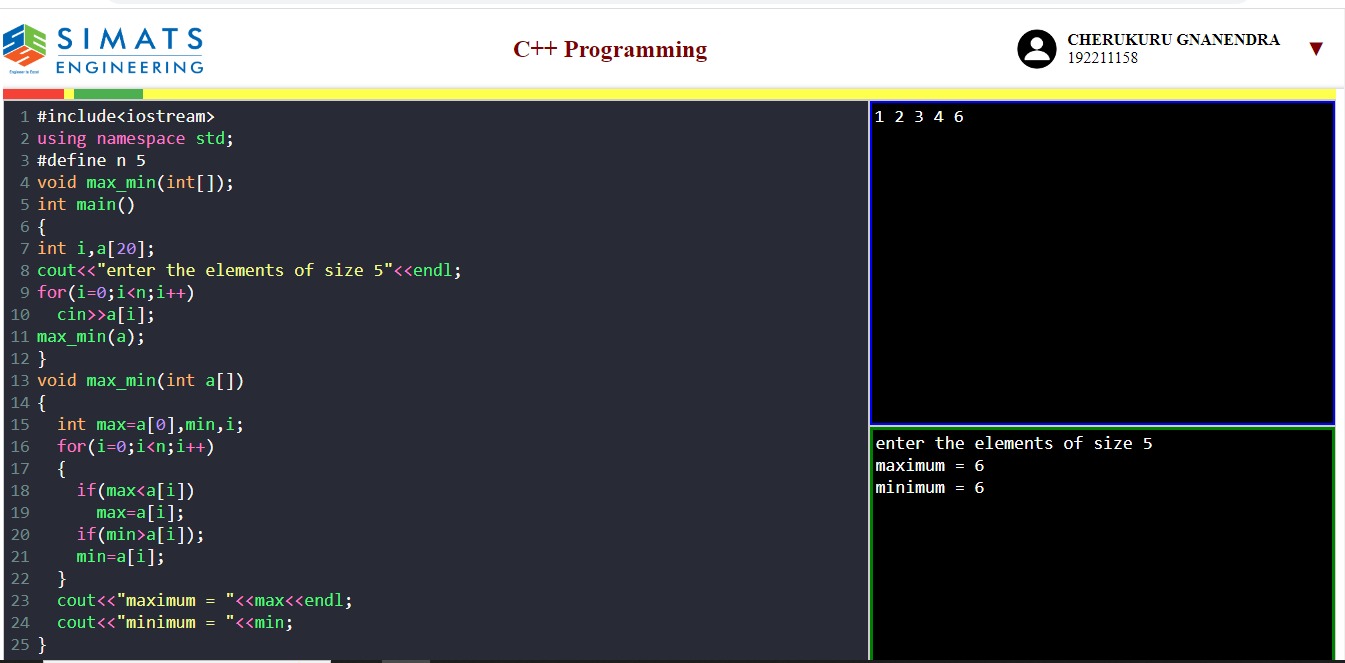 SIMATS
ENGINEERING
Engineer to Excel
C++ Programming
CHERUKURU GNANENDRA
192211158
1 #include<iostream>
2 using namespace std;
3 #define n 5
4 void max_min(int[]);
5 int main()
6 {
7 int i,a[20];
8 cout<<"enter the elements of size 5"<<endl;
9 for(i=0;i<n;i++)
10   cin>>a[i];
11 max_min(a);
12 }
13 void max_min(int a[])
14 {
15   int max=a[0],min,i;
16   for(i=0;i<n;i++)
17   {
18     if(max<a[i])
19       max=a[i];
20     if(min>a[i]);
21     min=a[i];
22   }
23   cout<<"maximum = "<<max<<endl;
24   cout<<"minimum = "<<min;
25 }
1 2 3 4 6
enter the elements of size 5
maximum = 6
minimum = 6